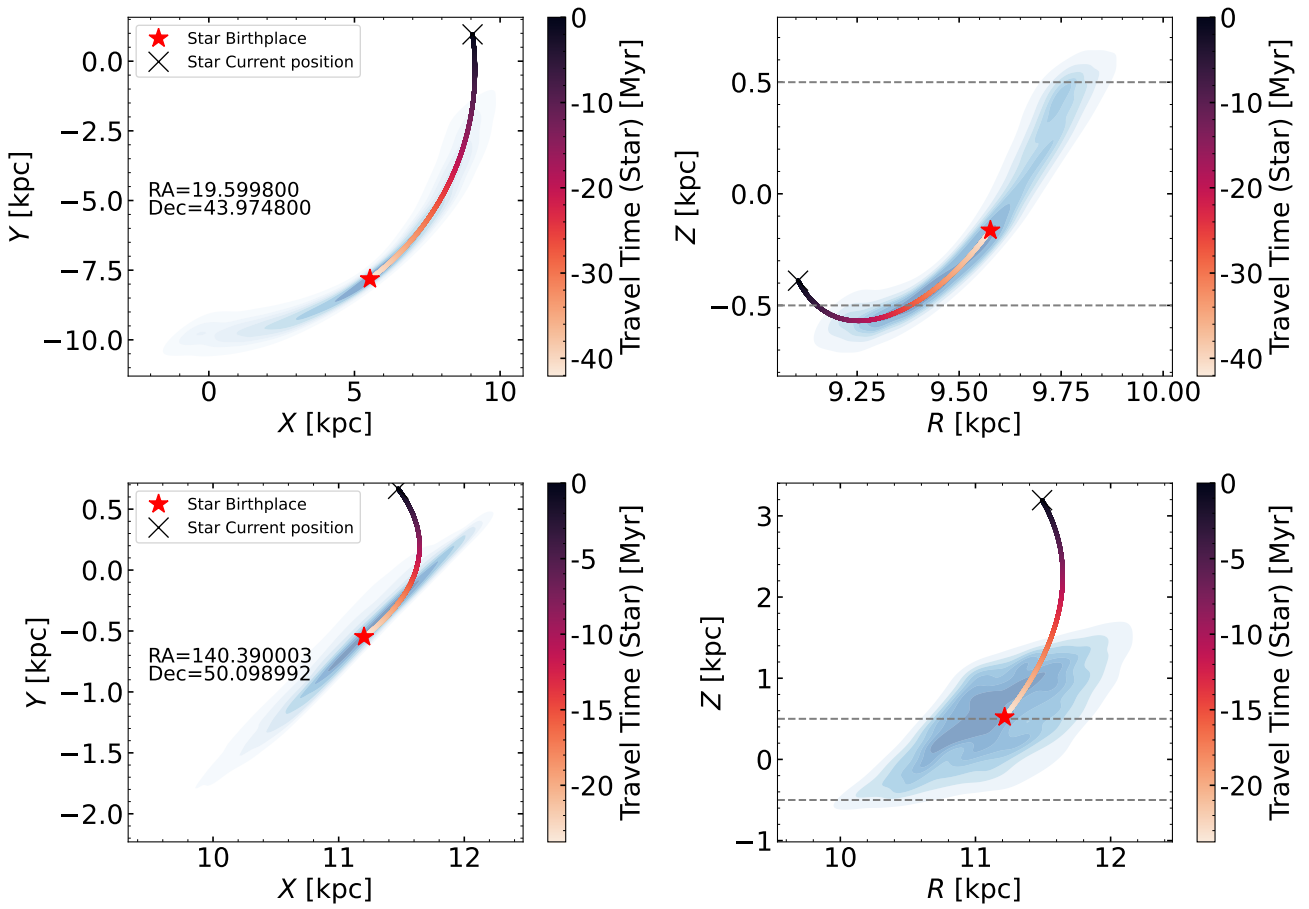 0.0
−2.5
−5.0
−7.5
−10.0
Y [kpc]
0
5
10
X [kpc]
Star Birthplace
Star Current position
RA=19.599800
Dec=43.974800
0
-10
-20
-30
-40
Travel Time (Star) [Myr]
0.5
0.0
−0.5
Z [kpc]
9.25
9.50
9.75
10.00
R [kpc]
0
-10
-20
-30
-40
Travel Time (Star) [Myr]
0.5
0.0
−0.5
−1.0
−1.5
−2.0
Y [kpc]
10
11
12
X [kpc]
Star Birthplace
Star Current position
RA=140.390003
Dec=50.098992
0
-5
-10
-15
-20
Travel Time (Star) [Myr]
3
2
1
0
−1
Z [kpc]
10
11
12
R [kpc]
0
-5
-10
-15
-20
Travel Time (Star) [Myr]